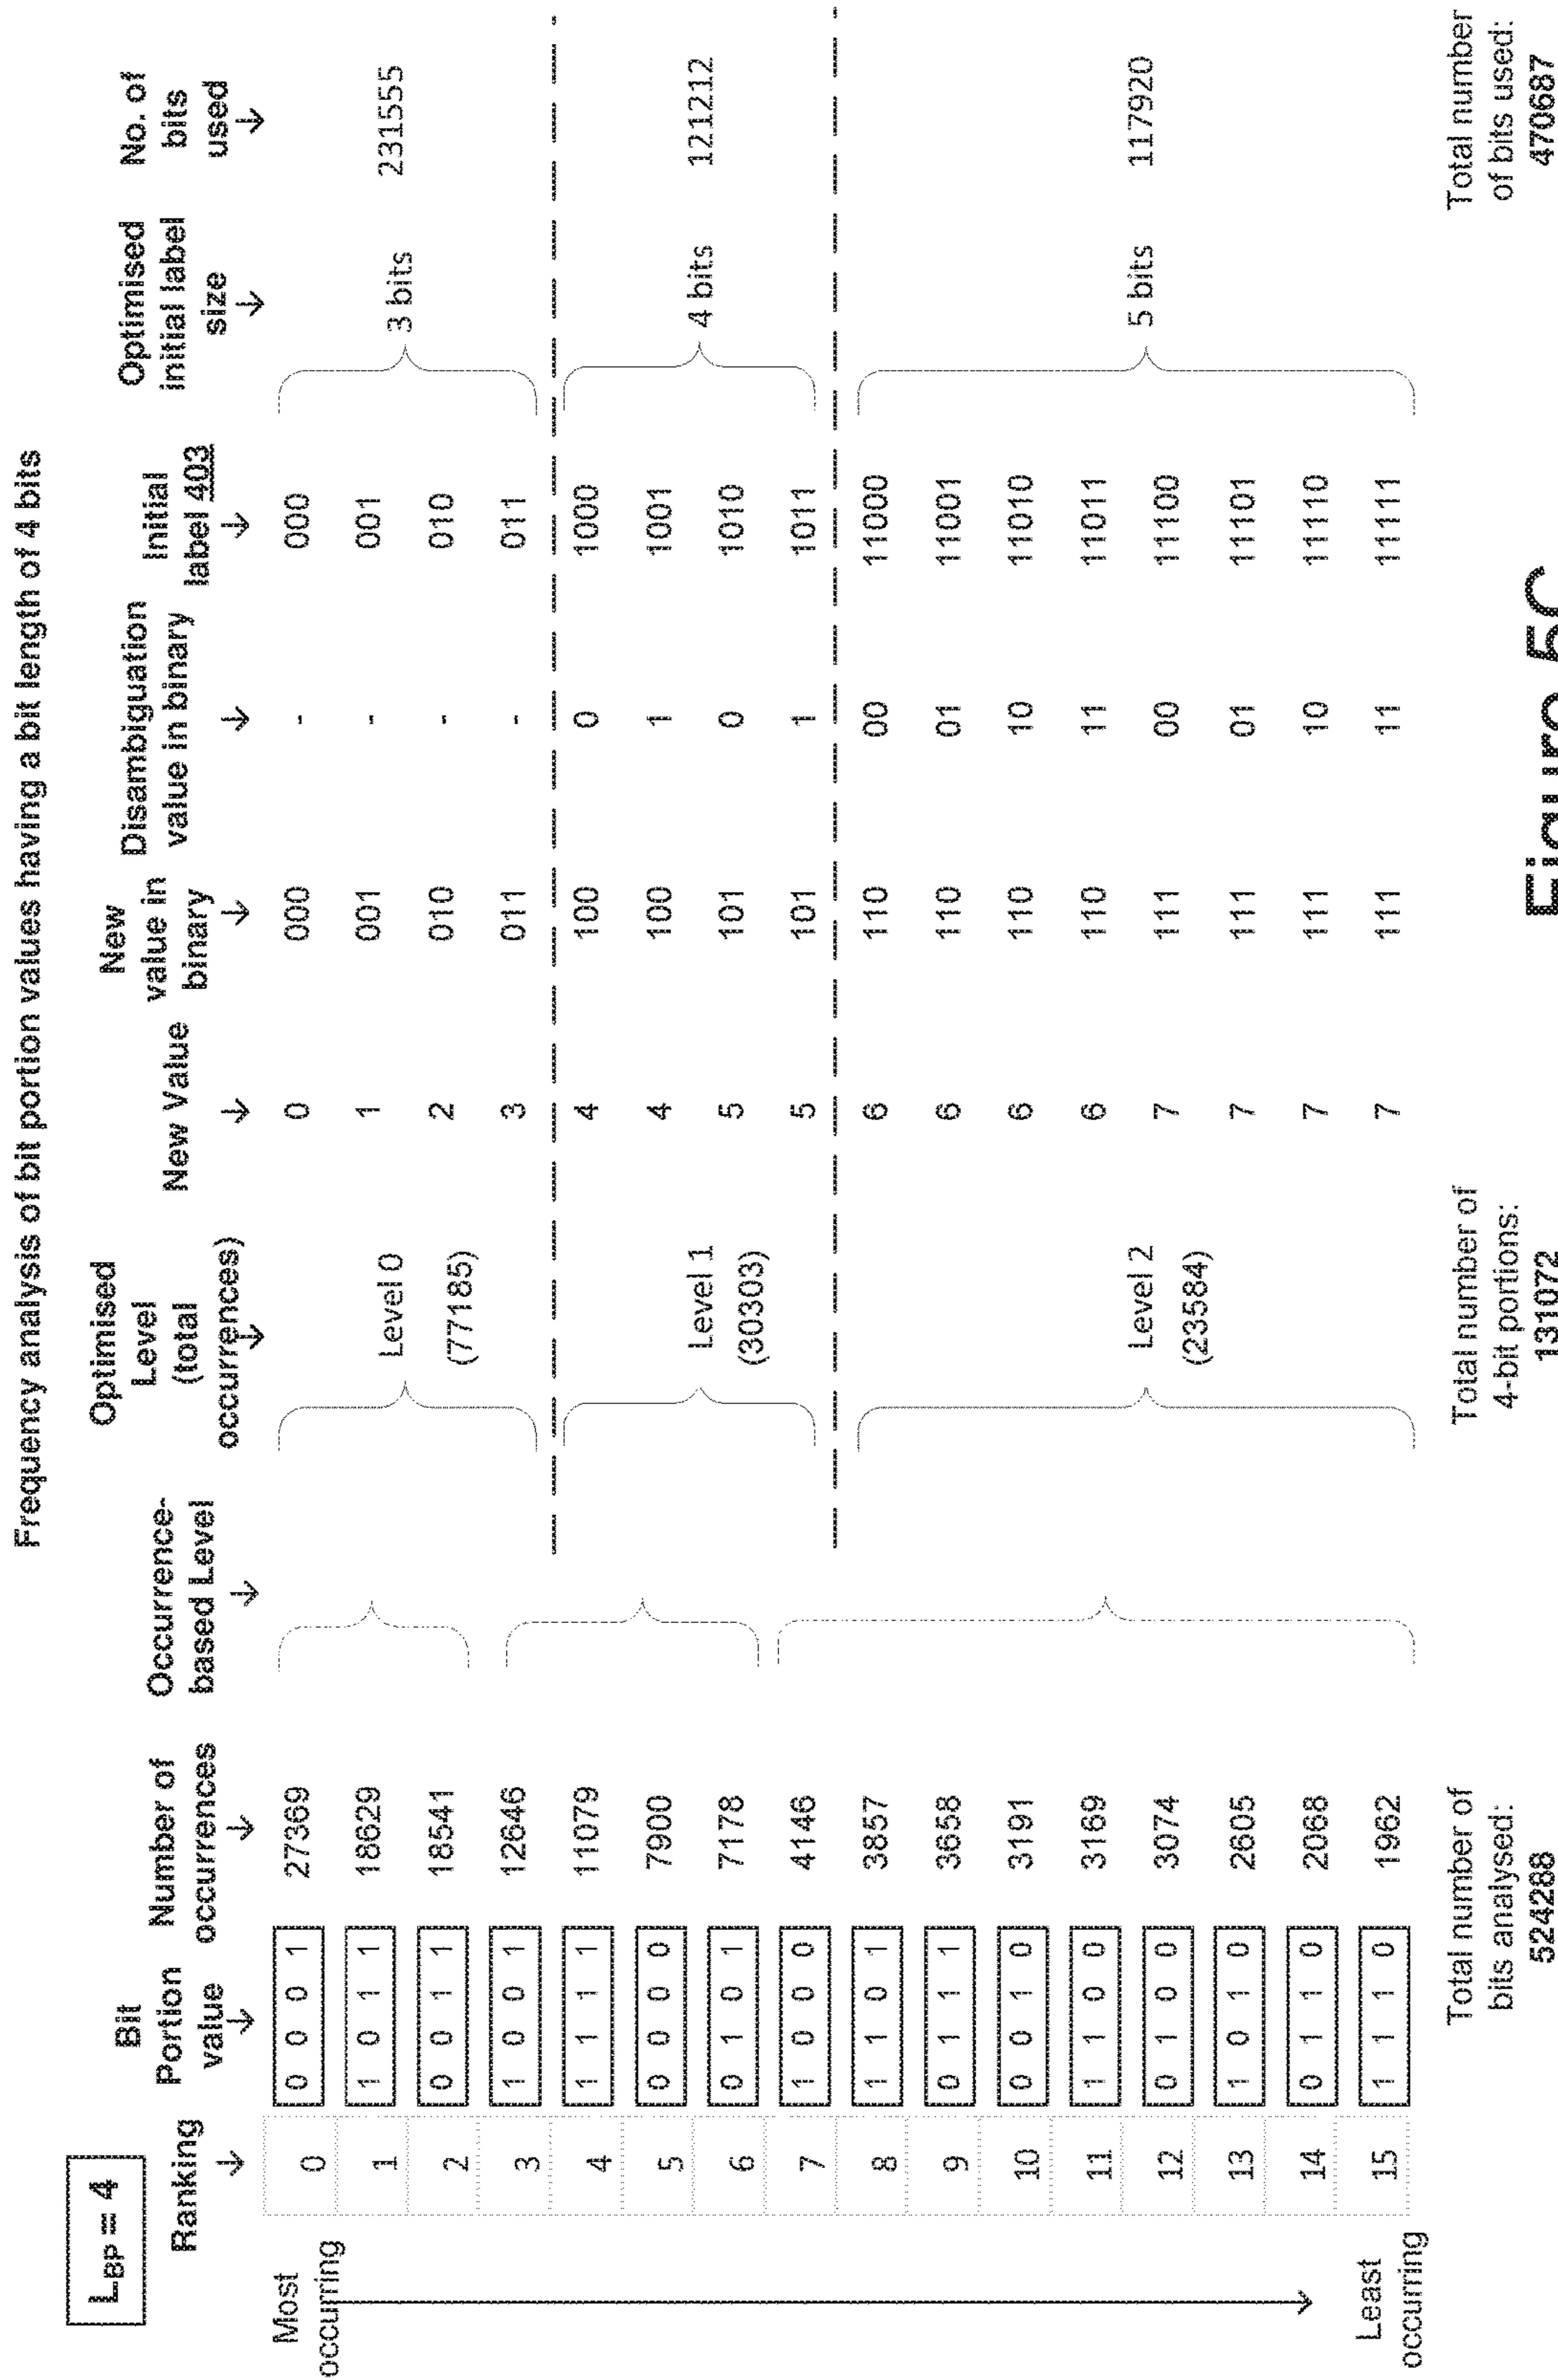 Frequency analysis of bit portion values having a bit length of 4 bits
LBP = 4
Ranking
Bit
Portion
value
Number of
occurrences
Occurrence-
based Level
Optimised
Level
(total
occurrences)
New Value
New
value in
binary
Disambiguation
value in binary
Initial
label 403
Optimised
initial label
size
No. of
bits
used
Most
occurring
0 0 0 0 1 27369 0 000 - 000
1 1 0 1 1 18629 1 001 - 001
2 0 0 1 1 18541 2 010 - 010
3 1 0 0 1 12646 3 011 - 011
Level 0
(77185)
3 bits
231555
4 1 1 1 1 11079 4 100 0 1000
5 0 0 0 0 7900 4 100 1 1001
6 0 1 0 1 7178 5 101 0 1010
7 1 0 0 0 4146 5 101 1 1011
Level 1
(30303)
4 bits
121212
8 1 1 0 1 3857 6 110 00 11000
9 0 1 1 1 3658 6 110 01 11001
10 0 0 1 0 3191 6 110 10 11010
11 1 1 0 0 3169 6 110 11 11011
12 0 1 0 0 3074 7 111 00 11100
13 1 0 1 0 2605 7 111 01 11101
14 0 1 1 0 2068 7 111 10 11110
15 1 1 1 0 1962 7 111 11 11111
Level 2
(23584)
5 bits
117920
Least
occurring
Total number of
bits analysed:
524288
Total number of
4-bit portions:
131072
Total number
of bits used:
470687
Figure 5C